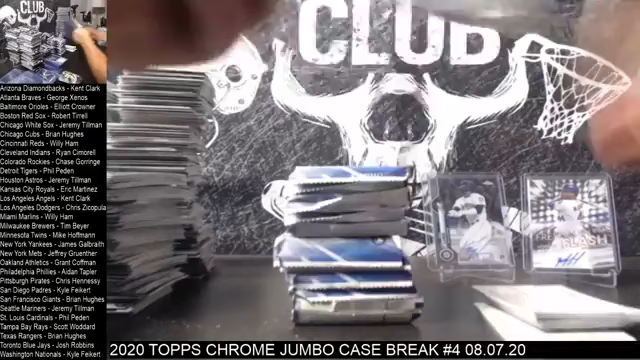 CLUB
CLUB
Arizona Diamondbacks - Kent Clark
Atlanta Braves - George Xenos
Baltimore Orioles - Elliott Crowner
Boston Red Sox - Robert Tirrell
Chicago White Sox - Jeremy Tillman
Chicago Cubs - Brian Hughes
Cincinnati Reds - Willy Ham
Cleveland Indians - Ryan Cimorell
Colorado Rockies - Chase Gorringe
Detroit Tigers - Phil Peden
Houston Astros - Jeremy Tillman
Kansas City Royals - Eric Martinez
Los Angeles Angels - Kent Clark
Los Angeles Dodgers - Chris Zicopula
Miami Marlins - Willy Ham
Milwaukee Brewers - Tim Beyer
Minnesota Twins - Mike Hoffmann
New York Yankees - James Galbraith
New York Mets - Jeffrey Gruenther
Oakland Athletics - Grant Coffman
Philadelphia Phillies - Aidan Tapler
Pittsburgh Pirates - Chris Hennessy
San Diego Padres - Kyle Feikert
San Francisco Giants - Brian Hughes
Seattle Mariners - Jeremy Tillman
St. Louis Cardinals - Phil Peden
Tampa Bay Rays - Scott Woddard
Texas Rangers - Brian Hughes
Toronto Blue Jays - Josh Robbins
Washington Nationals - Kyle Feikert
2020 TOPPS CHROME JUMBO CASE BREAK #4 08.07.20